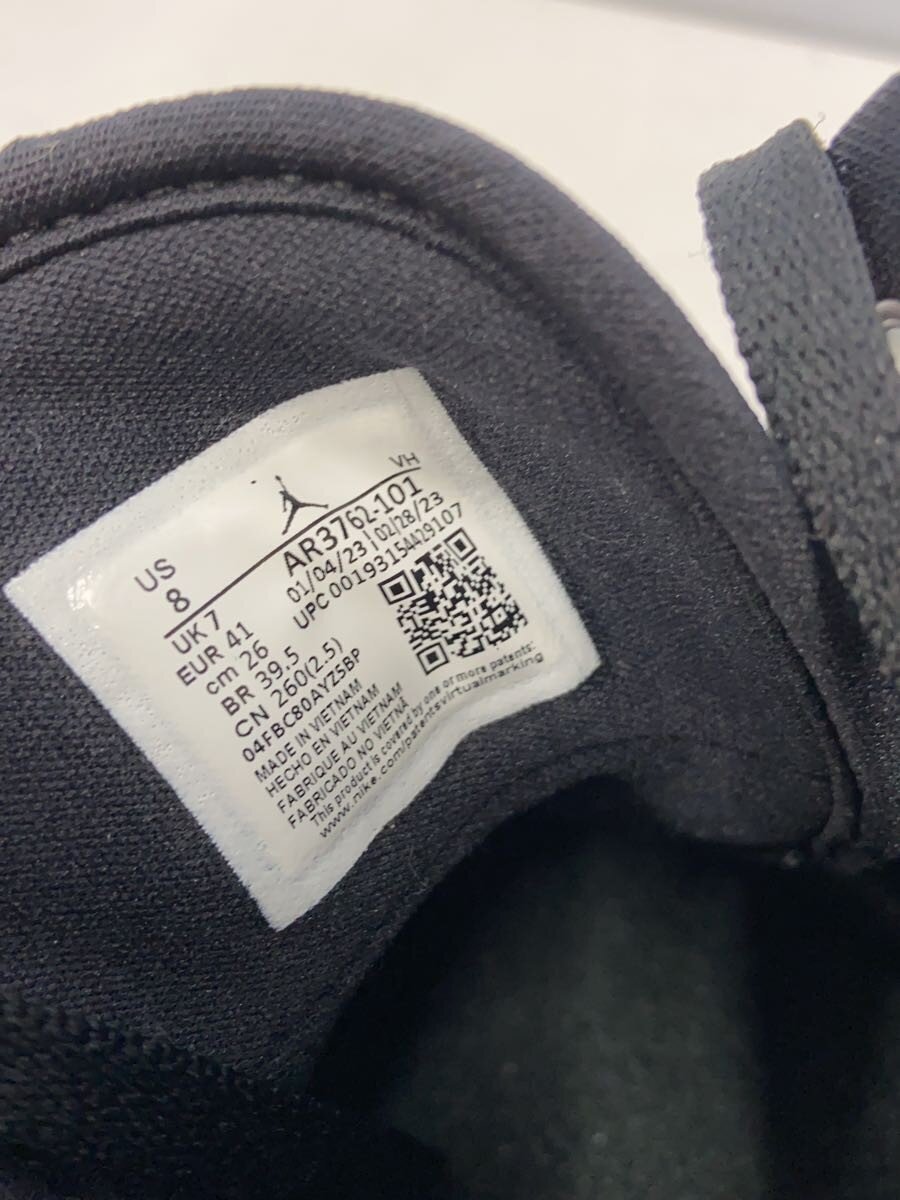 US
8
UK 7
EUR 41
cm 26
BR 39.5
CN 260(2.5)
04FBC80AYZ5BP
MADE IN VIETNAM
HECHO EN VIETNAM
FABRIQUE AU VIETNAM
FABRICADO NO VIETNÃ
This product is covered by one or more patents:
www.nike.com/patentsvirtualmarking
VH
AR3762-101
01/04/23 | 02/28/23
UPC 00193154429107